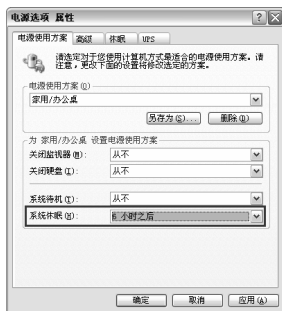 电源选项 属性
电源使用方案 高级 休眠 UPS
请选定对于您使用计算机方式是适合的电源使用方案。请
注意，更改下面的设置将修改选定的方案。
电源使用方案(O)
家用/办公桌
另存为(S)... 删除(D)
为 家用/办公桌 设置电源使用方案
关闭监视器(M): 从不
关闭硬盘(I): 从不
系统待机(T): 从不
系统休眠(H): 6 小时之后
确定 取消 应用(A)